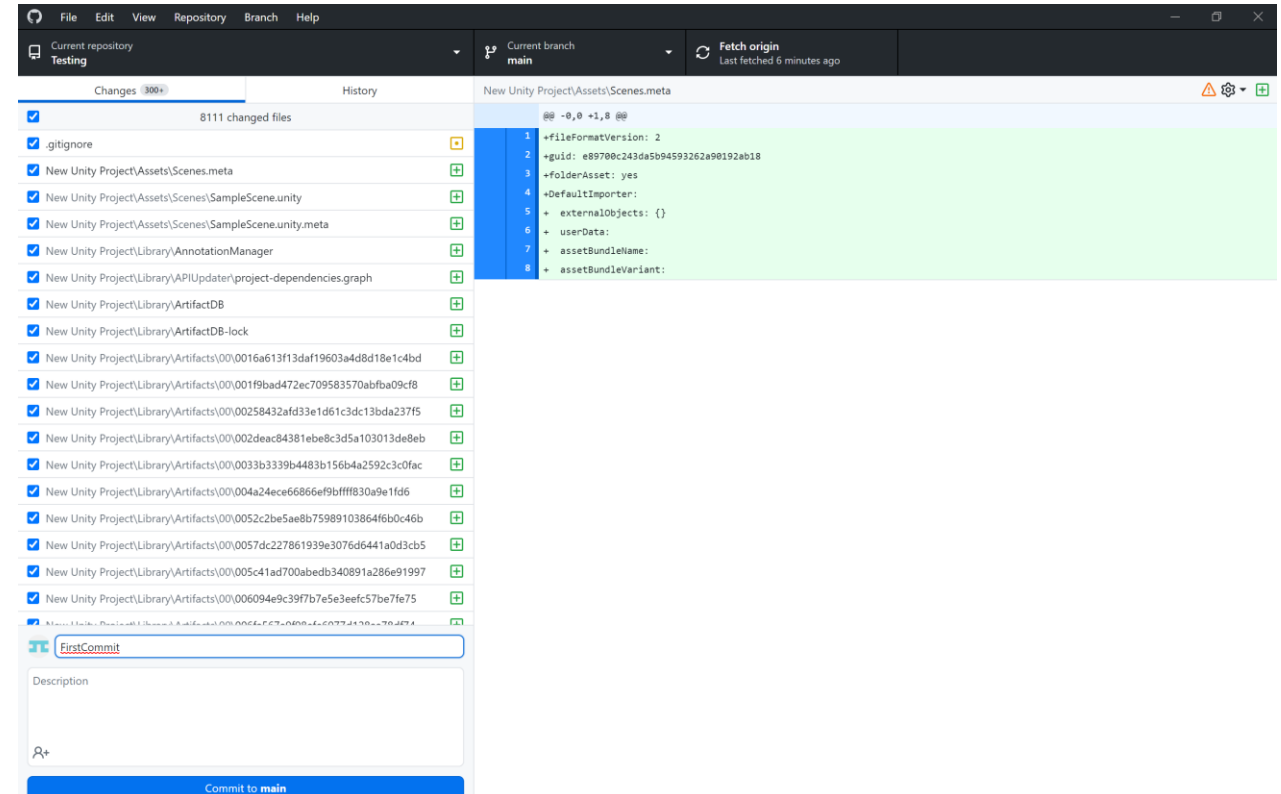 File Edit View Repository Branch Help
Current repository
Testing
Current branch
main
Fetch origin
Last fetched 6 minutes ago
Changes 300+
History
New Unity Project\Assets\Scenes.meta
8111 changed files
.gitignore
New Unity Project\Assets\Scenes.meta
New Unity Project\Assets\Scenes\SampleScene.unity
New Unity Project\Assets\Scenes\SampleScene.unity.meta
New Unity Project\Library\AnnotationManager
New Unity Project\Library\APIUpdater\project-dependencies.graph
New Unity Project\Library\ArtifactDB
New Unity Project\Library\ArtifactDB-lock
New Unity Project\Library\Artifacts\00\0016a613f13daf19603a4d8d18e1c4bd
New Unity Project\Library\Artifacts\00\001f9bad472ec709583570abfba09cf8
New Unity Project\Library\Artifacts\00\00258432afd33e1d61c3dc13bda237f5
New Unity Project\Library\Artifacts\00\002deac84381ebe8c3d5a103013de8eb
New Unity Project\Library\Artifacts\00\0033b3339b4483b156b4a2592c3c0fac
New Unity Project\Library\Artifacts\00\004a24ece66866ef9bffff830a9e1fd6
New Unity Project\Library\Artifacts\00\0052c2be5ae8b75989103864f6b0c46b
New Unity Project\Library\Artifacts\00\0057dc227861939e3076d6441a0d3cb5
New Unity Project\Library\Artifacts\00\005c41ad700abedb340891a286e91997
New Unity Project\Library\Artifacts\00\006094e9c39f7b7e5e3eefc57be7fe75
FirstCommit
Description
Commit to main
@@ -0,0 +1,8 @@
1 +fileFormatVersion: 2
2 +guid: e89700c243da5b94593262a90192ab18
3 +folderAsset: yes
4 +DefaultImporter:
5 + externalObjects: {}
6 + userData:
7 + assetBundleName:
8 + assetBundleVariant: